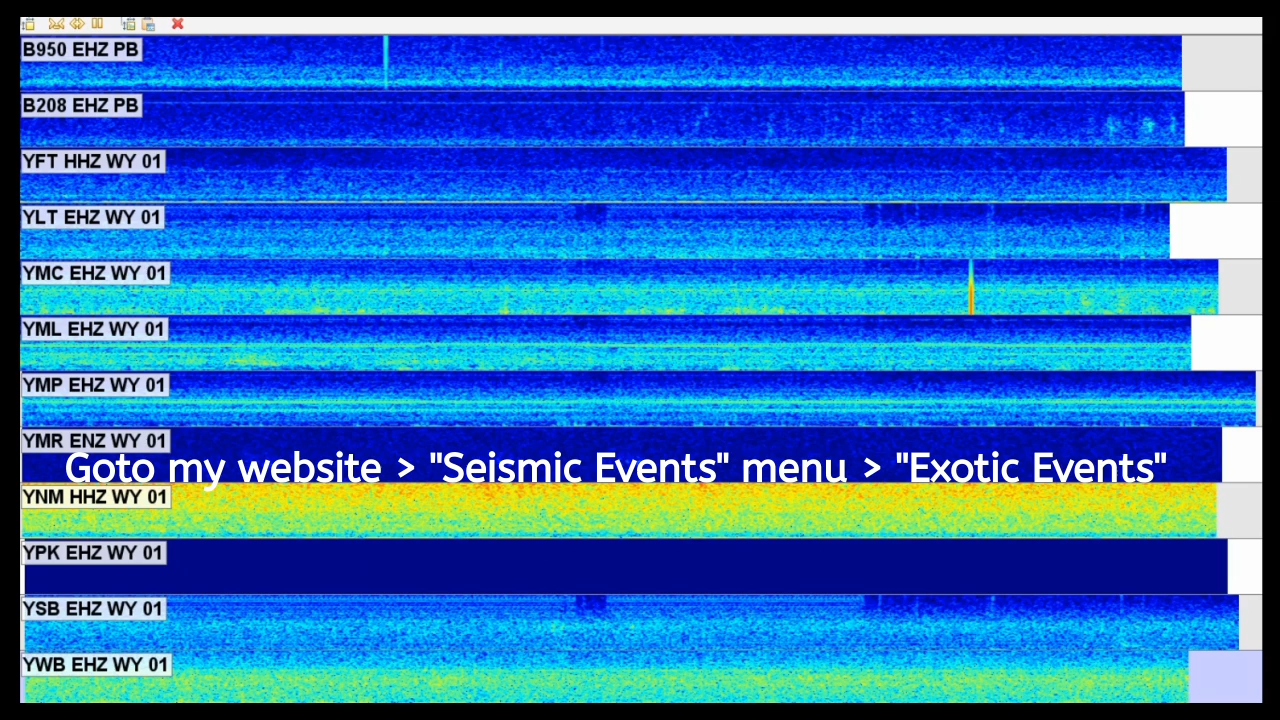 B950 EHZ PB
B208 EHZ PB
YFT HHZ WY 01
YLT EHZ WY 01
YMC EHZ WY 01
YML EHZ WY 01
YMP EHZ WY 01
YMR ENZ WY 01
Goto my website > "Seismic Events" menu > "Exotic Events"
YNM HHZ WY 01
YPK EHZ WY 01
YSB EHZ WY 01
YWB EHZ WY 01